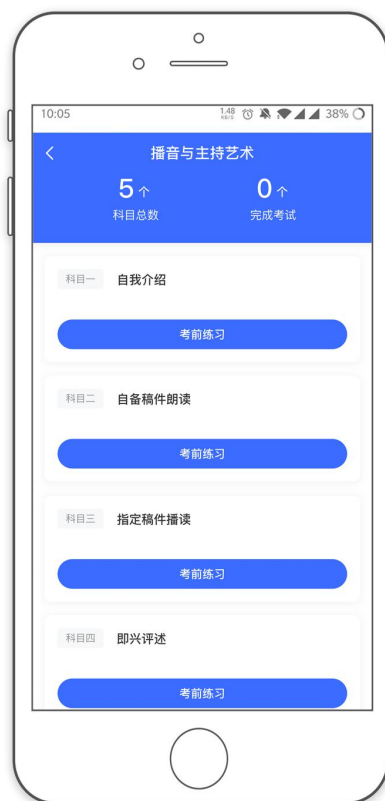 10:05 1.48 KB/S 38%
播音与主持艺术
5个 0个
科目总数 完成考试
科目一 自我介绍
考前练习
科目二 自备稿件朗读
考前练习
科目三 指定稿件播读
考前练习
科目四 即兴评述
考前练习